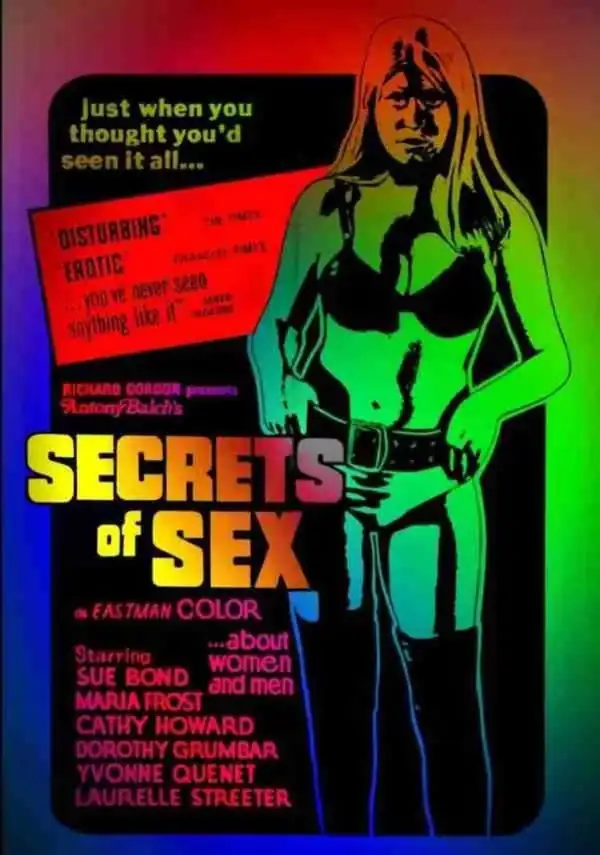 Just when you
thought you'd
seen it all...
"DISTURBING"
"EROTIC"
...you've never seen
anything like it"
RICHARD GORDON presents
Antony Balch's
SECRETS
of SEX
IN EASTMAN COLOR
...about
women
and men
Starring
SUE BOND
MARIA FROST
CATHY HOWARD
DOROTHY GRUMBAR
YVONNE QUENET
LAURELLE STREETER